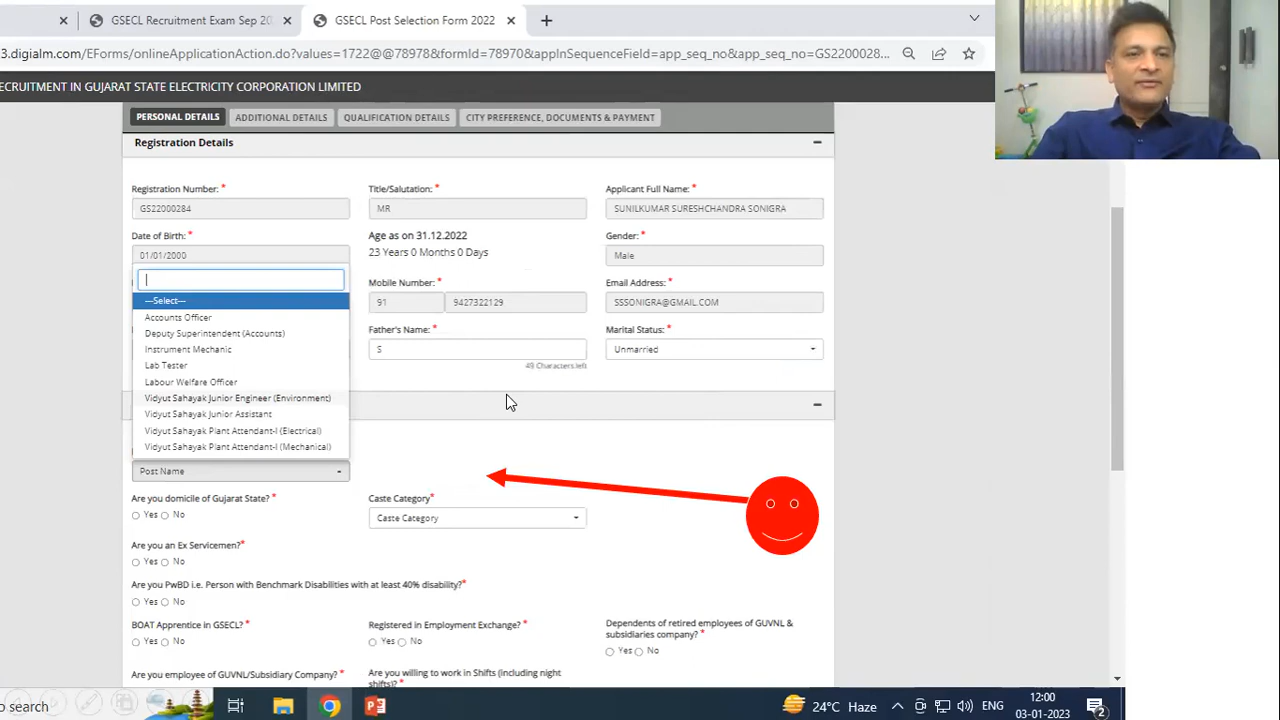 GSECL Recruitment Exam Sep 20
GSECL Post Selection Form 2022
3.digialm.com/EForms/onlineApplicationAction.do?values=1722@@78978&formId=78970&appInSequenceField=app_seq_no&app_seq_no=GS2200028...
ECRUITMENT IN GUJARAT STATE ELECTRICITY CORPORATION LIMITED
PERSONAL DETAILS ADDITIONAL DETAILS QUALIFICATION DETAILS CITY PREFERENCE, DOCUMENTS & PAYMENT
Registration Details
Registration Number: * Title/Salutation: * Applicant Full Name: *
GS22000284 MR SUNILKUMAR SURESHCHANDRA SONIGRA
Date of Birth: * Age as on 31.12.2022 Gender: *
01/01/2000 23 Years 0 Months 0 Days Male
Mobile Number: * Email Address: *
91 9427322129 SSSONIGRA@GMAIL.COM
Father's Name: * Marital Status: *
S Unmarried
49 Characters left
---Select---
Accounts Officer
Deputy Superintendent (Accounts)
Instrument Mechanic
Lab Tester
Labour Welfare Officer
Vidyut Sahayak Junior Engineer (Environment)
Vidyut Sahayak Junior Assistant
Vidyut Sahayak Plant Attendant-I (Electrical)
Vidyut Sahayak Plant Attendant-I (Mechanical)
Post Name
Are you domicile of Gujarat State? * Caste Category*
Yes No Caste Category
Are you an Ex Servicemen? *
Yes No
Are you PwBD i.e. Person with Benchmark Disabilities with at least 40% disability? *
Yes No
BOAT Apprentice in GSECL? * Registered in Employment Exchange? * Dependents of retired employees of GUVNL &
subsidiaries company? *
Yes No Yes No Yes No
Are you employee of GUVNL/Subsidiary Company? * Are you willing to work in Shifts (including night
shifts)? *
o search
24°C Haze
ENG
12:00
03-01-2023
2